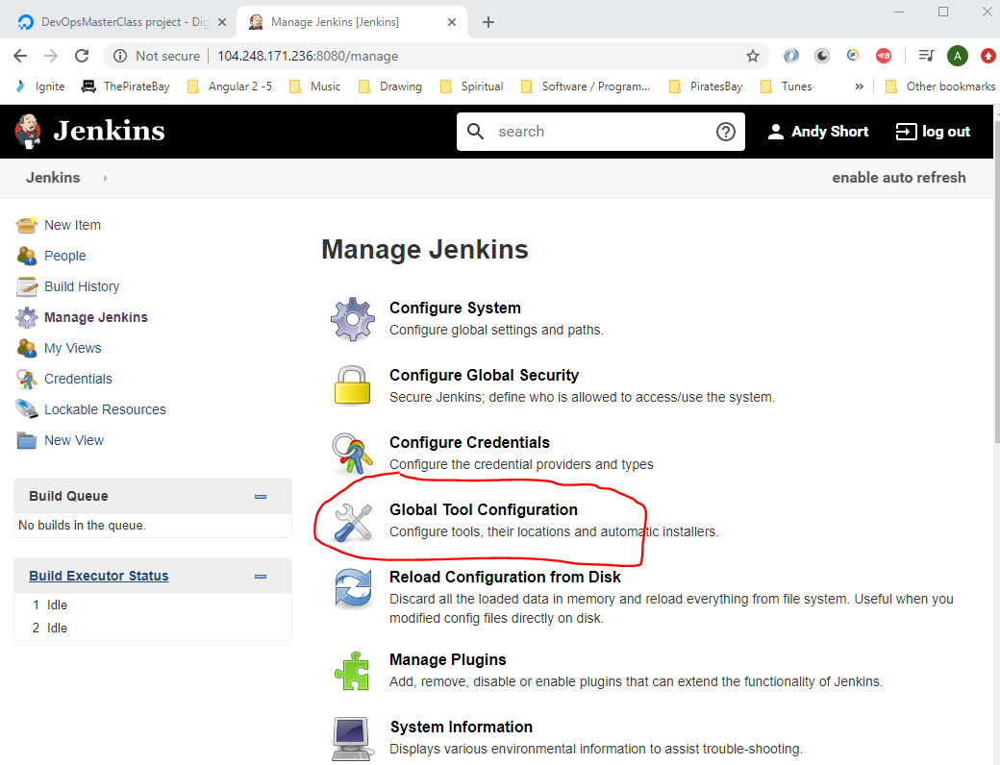 DevOpsMasterClass project - Dig
Manage Jenkins [Jenkins]
Not secure 104.248.171.236:8080/manage
A
Ignite ThePirateBay Angular 2 -5 Music Drawing Spiritual Software / Program... PiratesBay Tunes » Other bookmarks
Jenkins search Andy Short log out
Jenkins enable auto refresh
New Item
People
Build History
Manage Jenkins
My Views
Credentials
Lockable Resources
New View
Build Queue
No builds in the queue.
Build Executor Status
1 Idle
2 Idle
Manage Jenkins
Configure System
Configure global settings and paths.
Configure Global Security
Secure Jenkins; define who is allowed to access/use the system.
Configure Credentials
Configure the credential providers and types
Global Tool Configuration
Configure tools, their locations and automatic installers.
Reload Configuration from Disk
Discard all the loaded data in memory and reload everything from file system. Useful when you
modified config files directly on disk.
Manage Plugins
Add, remove, disable or enable plugins that can extend the functionality of Jenkins.
System Information
Displays various environmental information to assist trouble-shooting.